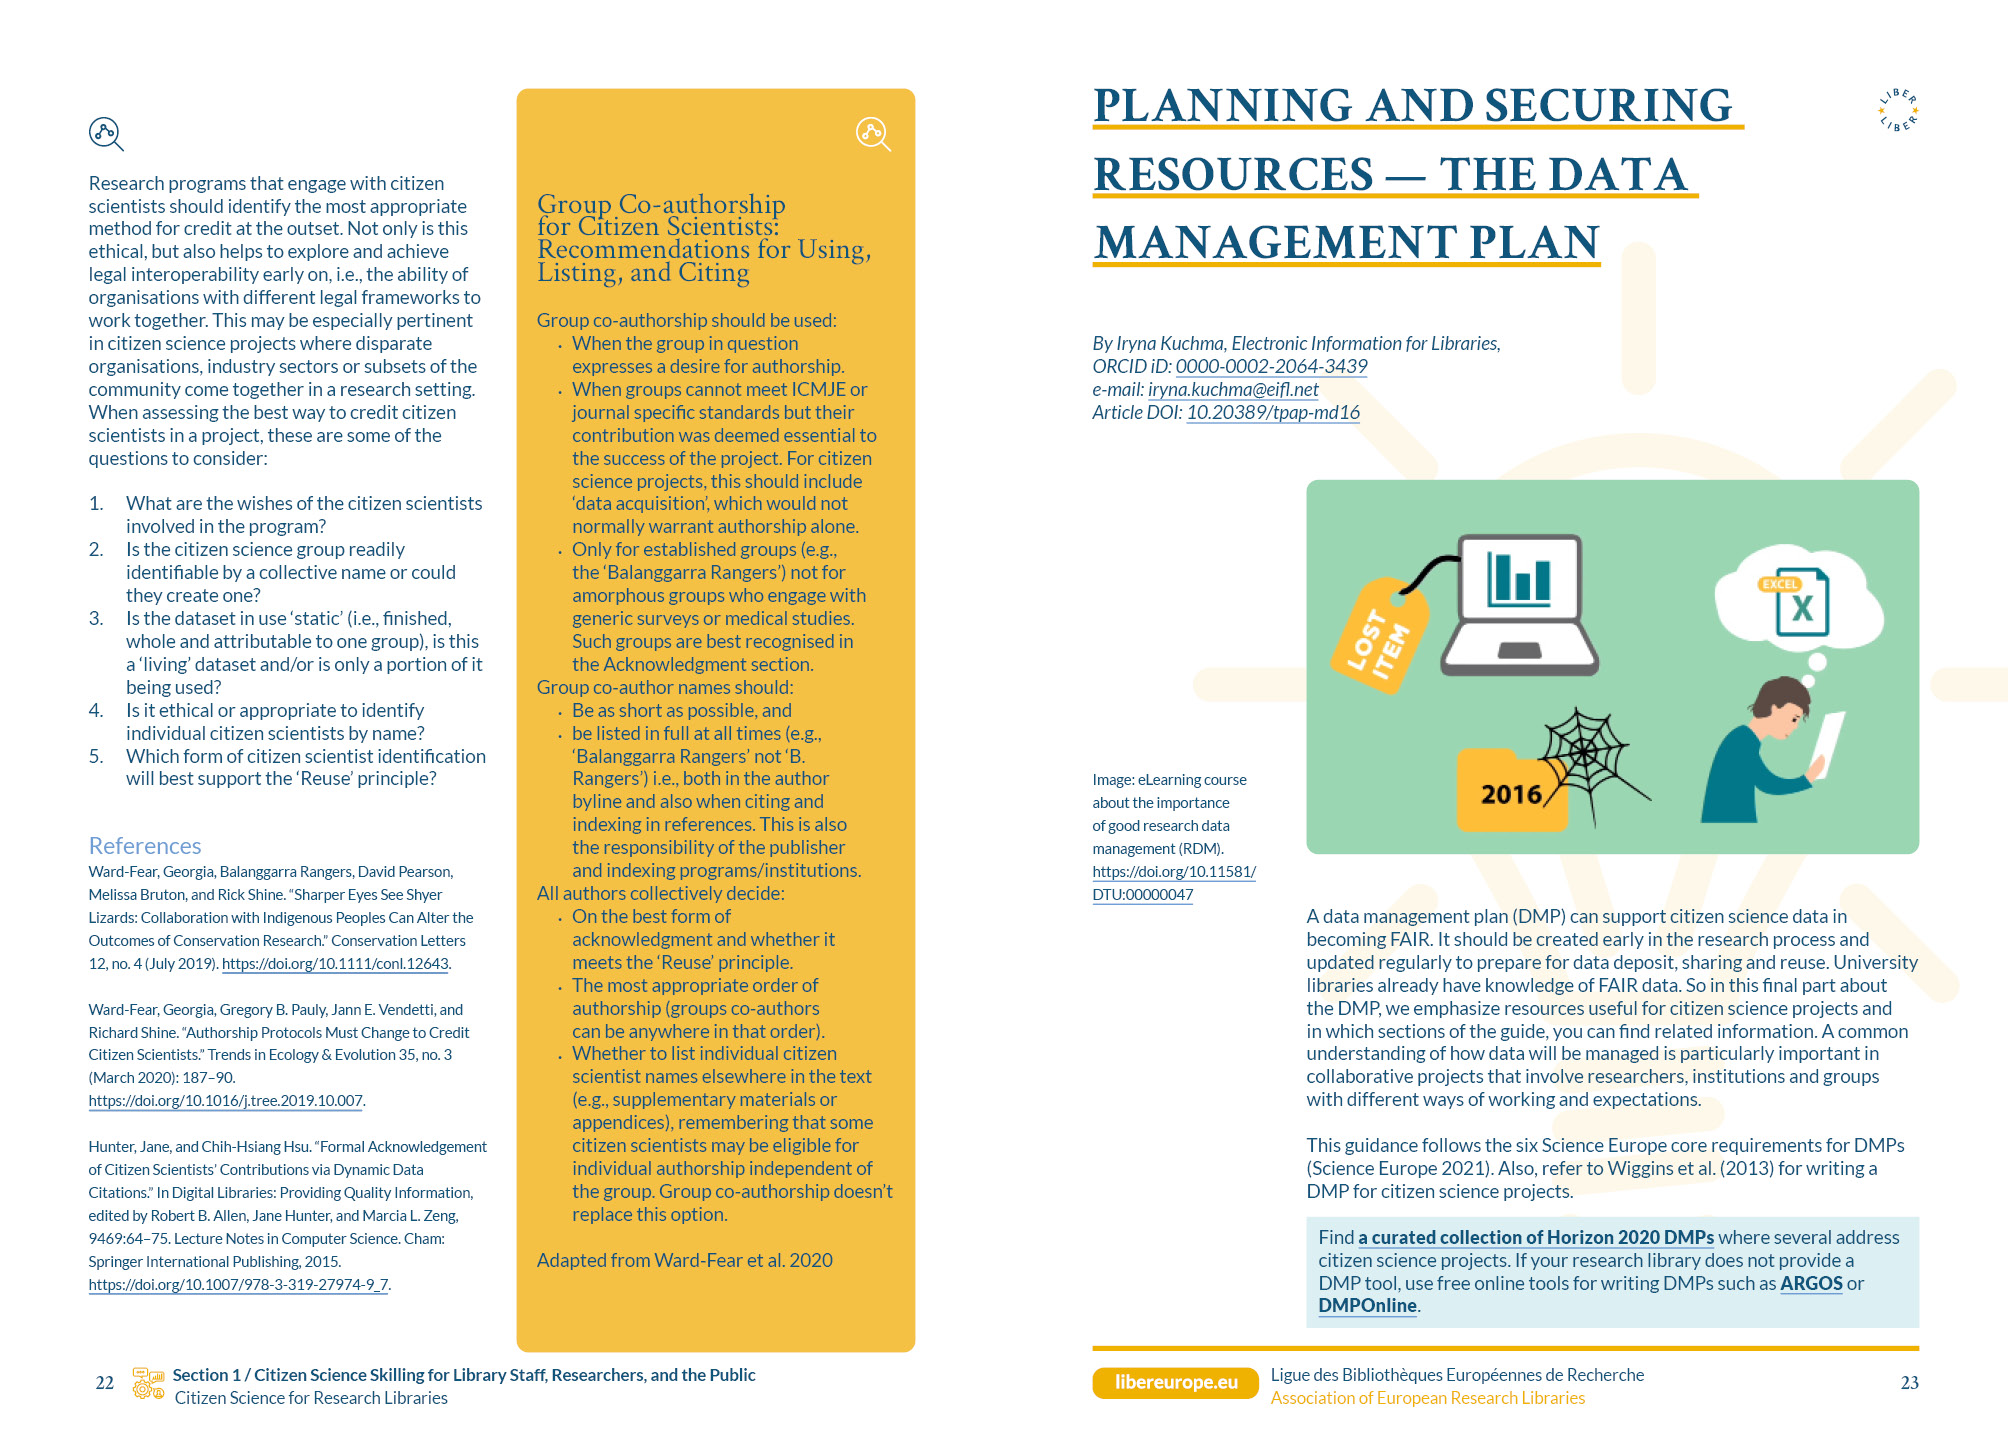 Research programs that engage with citizen
scientists should identify the most appropriate
method for credit at the outset. Not only is this
ethical, but also helps to explore and achieve
legal interoperability early on, i.e., the ability of
organisations with different legal frameworks to
work together. This may be especially pertinent
in citizen science projects where disparate
organisations, industry sectors or subsets of the
community come together in a research setting.
When assessing the best way to credit citizen
scientists in a project, these are some of the
questions to consider:
1. What are the wishes of the citizen scientists
involved in the program?
2. Is the citizen science group readily
identifiable by a collective name or could
they create one?
3. Is the dataset in use ‘static’ (i.e., finished,
whole and attributable to one group), is this
a ‘living’ dataset and/or is only a portion of it
being used?
4. Is it ethical or appropriate to identify
individual citizen scientists by name?
5. Which form of citizen scientist identification
will best support the ‘Reuse’ principle?
References
Ward-Fear, Georgia, Balanggarra Rangers, David Pearson,
Melissa Bruton, and Rick Shine. “Sharper Eyes See Shyer
Lizards: Collaboration with Indigenous Peoples Can Alter the
Outcomes of Conservation Research.” Conservation Letters
12, no. 4 (July 2019). https://doi.org/10.1111/conl.12643.
Ward-Fear, Georgia, Gregory B. Pauly, Jann E. Vendetti, and
Richard Shine. “Authorship Protocols Must Change to Credit
Citizen Scientists.” Trends in Ecology & Evolution 35, no. 3
(March 2020): 187–90.
https://doi.org/10.1016/j.tree.2019.10.007.
Hunter, Jane, and Chih-Hsiang Hsu. “Formal Acknowledgement
of Citizen Scientists’ Contributions via Dynamic Data
Citations.” In Digital Libraries: Providing Quality Information,
edited by Robert B. Allen, Jane Hunter, and Marcia L. Zeng,
9469:64–75. Lecture Notes in Computer Science. Cham:
Springer International Publishing, 2015.
https://doi.org/10.1007/978-3-319-27974-9_7.
Group Co-authorship
for Citizen Scientists:
Recommendations for Using,
Listing, and Citing
Group co-authorship should be used:
• When the group in question
expresses a desire for authorship.
• When groups cannot meet ICMJE or
journal specific standards but their
contribution was deemed essential to
the success of the project. For citizen
science projects, this should include
‘data acquisition’, which would not
normally warrant authorship alone.
• Only for established groups (e.g.,
the ‘Balanggarra Rangers’) not for
amorphous groups who engage with
generic surveys or medical studies.
Such groups are best recognised in
the Acknowledgment section.
Group co-author names should:
• Be as short as possible, and
• be listed in full at all times (e.g.,
‘Balanggarra Rangers’ not ‘B.
Rangers’) i.e., both in the author
byline and also when citing and
indexing in references. This is also
the responsibility of the publisher
and indexing programs/institutions.
All authors collectively decide:
• On the best form of
acknowledgment and whether it
meets the ‘Reuse’ principle.
• The most appropriate order of
authorship (groups co-authors
can be anywhere in that order).
• Whether to list individual citizen
scientist names elsewhere in the text
(e.g., supplementary materials or
appendices), remembering that some
citizen scientists may be eligible for
individual authorship independent of
the group. Group co-authorship doesn’t
replace this option.
Adapted from Ward-Fear et al. 2020
22
Section 1 / Citizen Science Skilling for Library Staff, Researchers, and the Public
Citizen Science for Research Libraries
PLANNING AND SECURING
RESOURCES — THE DATA
MANAGEMENT PLAN
LIBER
LIBER
By Iryna Kuchma, Electronic Information for Libraries,
ORCID iD: 0000-0002-2064-3439
e-mail: iryna.kuchma@eifl.net
Article DOI: 10.20389/tpap-md16
LOST
ITEM
EXCEL
X
2016
Image: eLearning course
about the importance
of good research data
management (RDM).
https://doi.org/10.11581/
DTU:00000047
A data management plan (DMP) can support citizen science data in
becoming FAIR. It should be created early in the research process and
updated regularly to prepare for data deposit, sharing and reuse. University
libraries already have knowledge of FAIR data. So in this final part about
the DMP, we emphasize resources useful for citizen science projects and
in which sections of the guide, you can find related information. A common
understanding of how data will be managed is particularly important in
collaborative projects that involve researchers, institutions and groups
with different ways of working and expectations.
This guidance follows the six Science Europe core requirements for DMPs
(Science Europe 2021). Also, refer to Wiggins et al. (2013) for writing a
DMP for citizen science projects.
Find a curated collection of Horizon 2020 DMPs where several address
citizen science projects. If your research library does not provide a
DMP tool, use free online tools for writing DMPs such as ARGOS or
DMPOnline.
libereurope.eu
Ligue des Bibliothèques Européennes de Recherche
Association of European Research Libraries
23